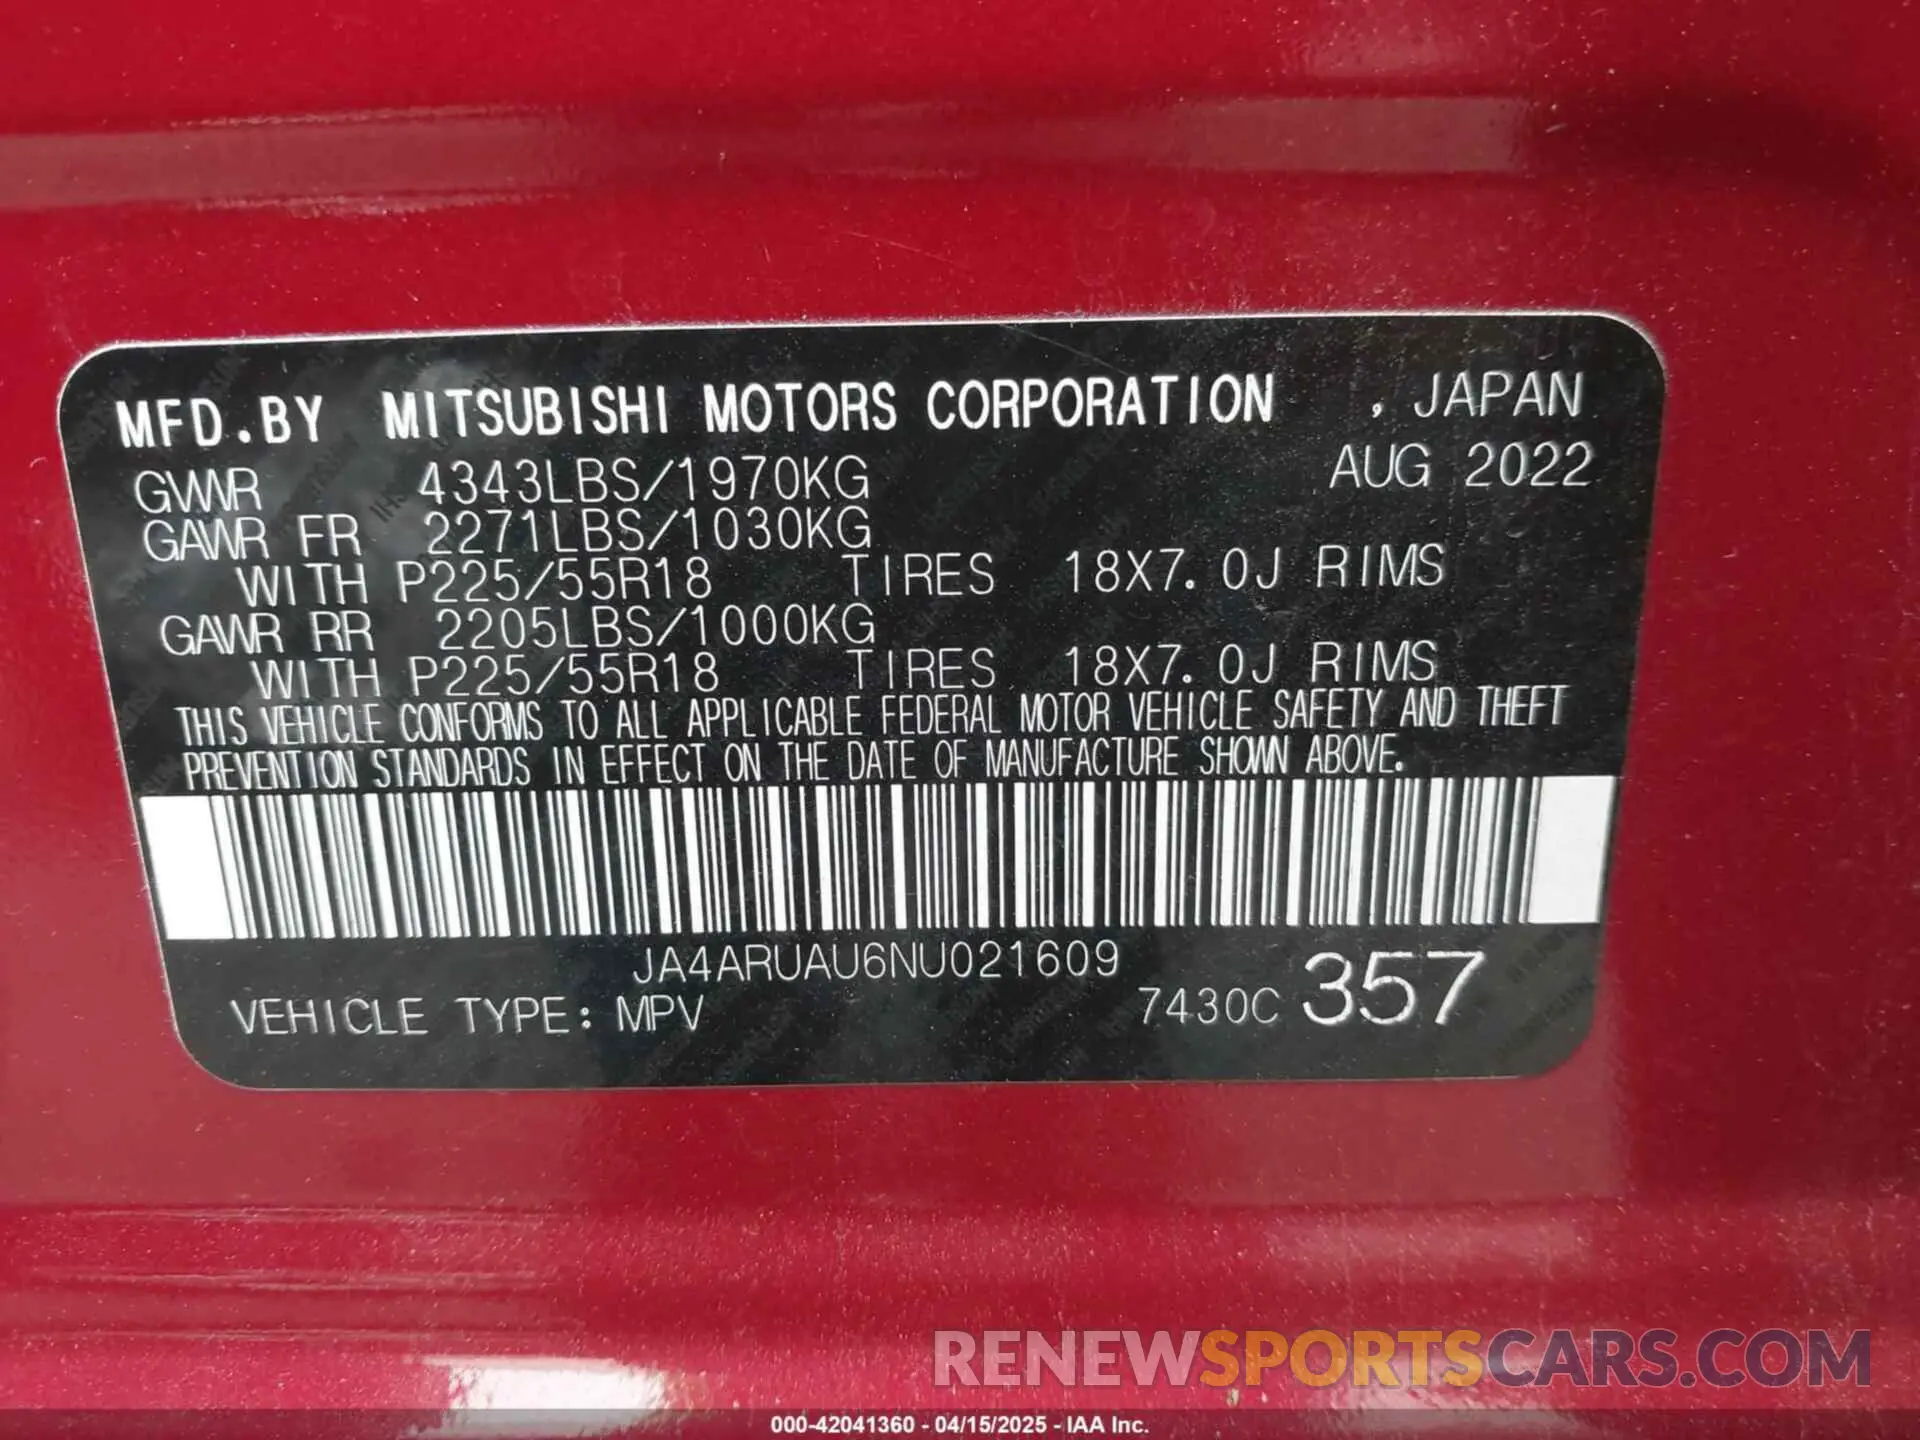 MFD.BY MITSUBISHI MOTORS CORPORATION , JAPAN
GVWR 4343LBS/1970KG AUG 2022
GAWR FR 2271LBS/1030KG
WITH P225/55R18 TIRES 18X7.0J RIMS
GAWR RR 2205LBS/1000KG
WITH P225/55R18 TIRES 18X7.0J RIMS
THIS VEHICLE CONFORMS TO ALL APPLICABLE FEDERAL MOTOR VEHICLE SAFETY AND THEFT
PREVENTION STANDARDS IN EFFECT ON THE DATE OF MANUFACTURE SHOWN ABOVE.
JA4ARUAU6NU021609
VEHICLE TYPE: MPV 7430C 357
RENEWSPORTSCARS.COM
000-42041360 - 04/15/2025 - IAA Inc.